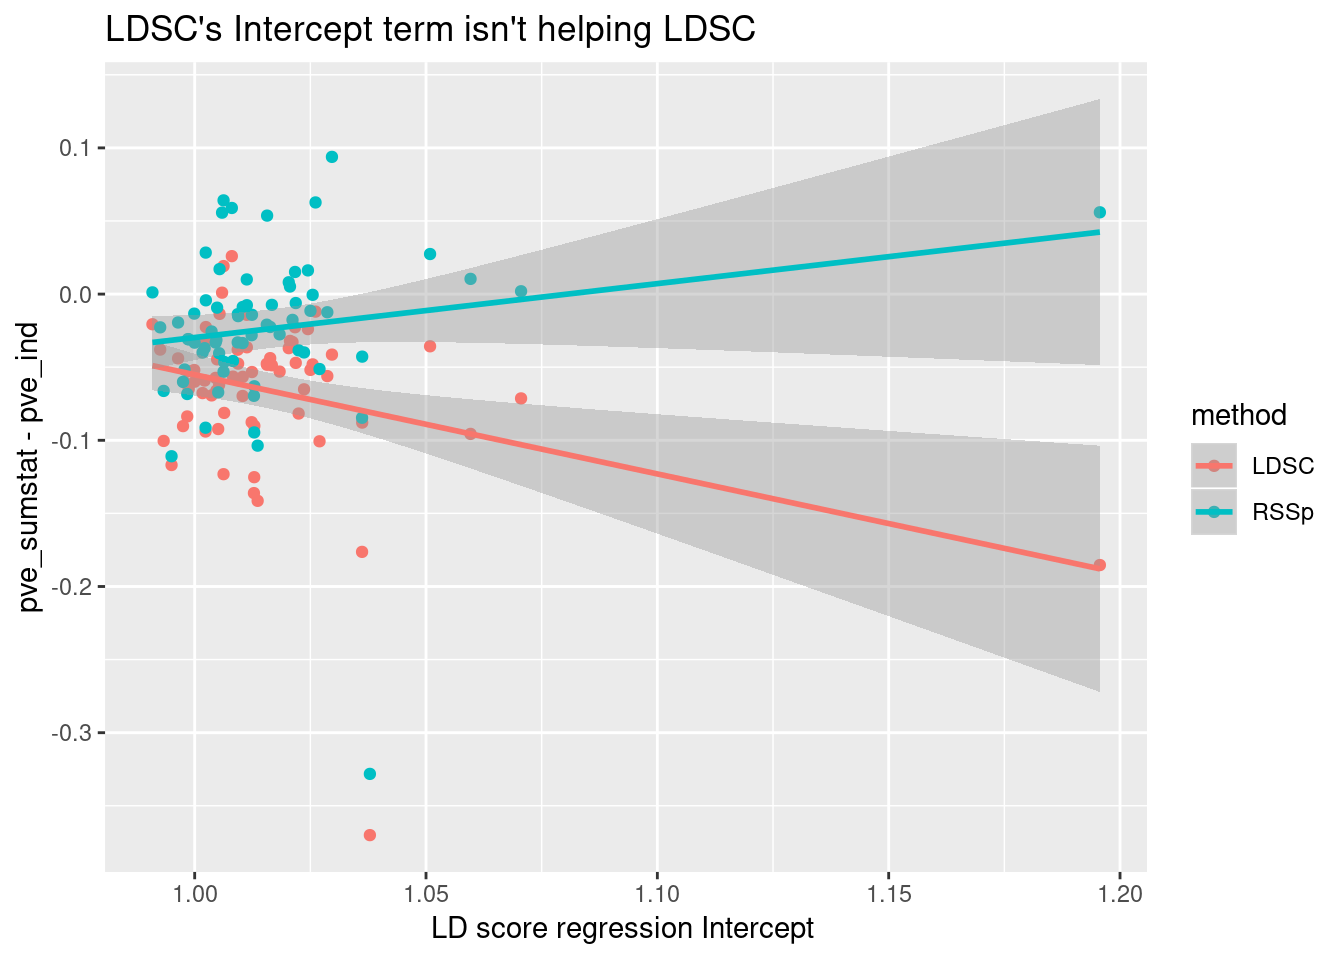 LDSC's Intercept term isn't helping LDSC
pve_sumstat - pve_ind
0.1
0.0
-0.1
-0.2
-0.3
1.00 1.05 1.10 1.15 1.20
LD score regression Intercept
method
LDSC
RSSp